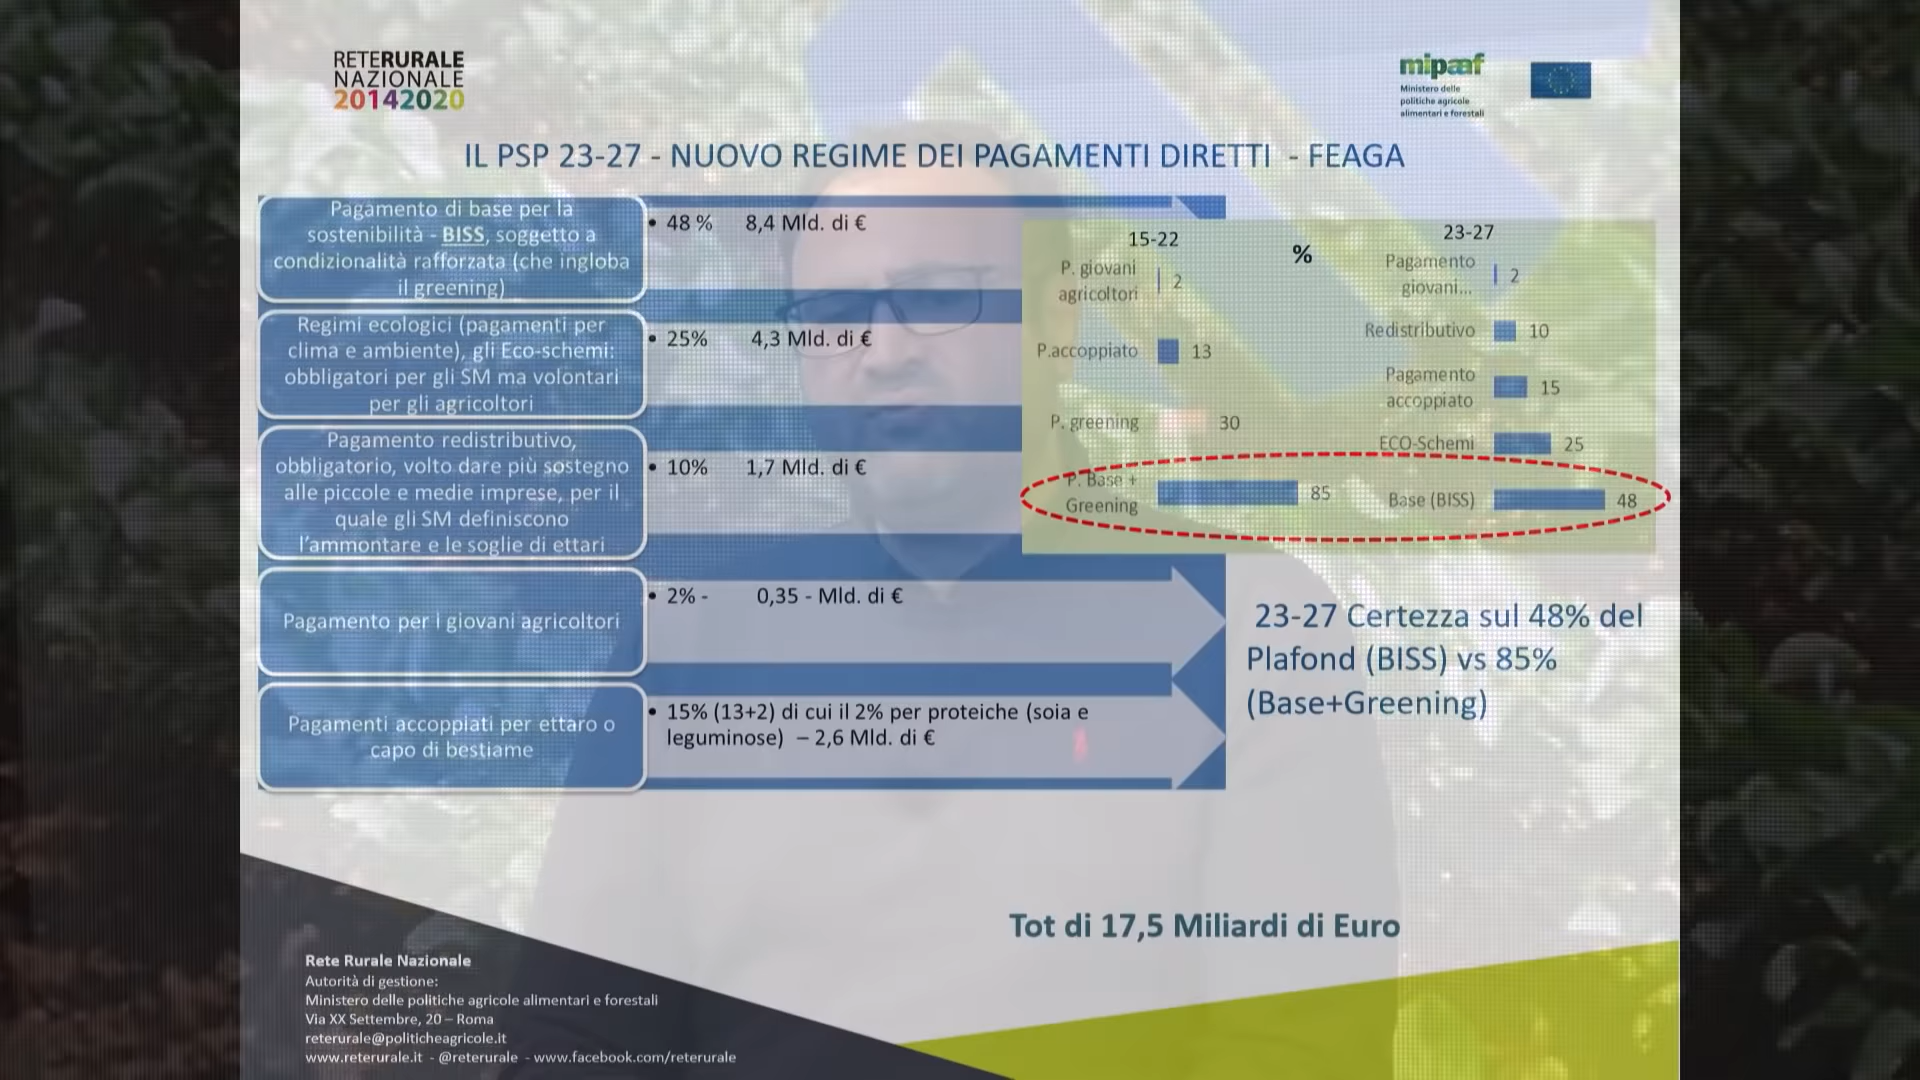 RETERURALE
NAZIONALE
20142020
mipaaf
Ministero delle
politiche agricole
alimentari e forestali
IL PSP 23-27 - NUOVO REGIME DEI PAGAMENTI DIRETTI - FEAGA
Pagamento di base per la
sostenibilità - BISS, soggetto a
condizionalità rafforzata (che ingloba
il greening)
• 48 % 8,4 Mld. di €
Regimi ecologici (pagamenti per
clima e ambiente), gli Eco-schemi:
obbligatori per gli SM ma volontari
per gli agricoltori
• 25% 4,3 Mld. di €
Pagamento redistributivo,
obbligatorio, volto dare più sostegno
alle piccole e medie imprese, per il
quale gli SM definiscono
l'ammontare e le soglie di ettari
• 10% 1,7 Mld. di €
Pagamento per i giovani agricoltori
• 2% - 0,35 - Mld. di €
Pagamenti accoppiati per ettaro o
capo di bestiame
• 15% (13+2) di cui il 2% per proteiche (soia e
leguminose) – 2,6 Mld. di €
15-22
%
23-27
P. giovani
agricoltori
2
P.accoppiato
13
P. greening
30
P. Base +
Greening
85
Pagamento
giovani...
2
Redistributivo
10
Pagamento
accoppiato
15
ECO-Schemi
25
Base (BISS)
48
23-27 Certezza sul 48% del
Plafond (BISS) vs 85%
(Base+Greening)
Tot di 17,5 Miliardi di Euro
Rete Rurale Nazionale
Autorità di gestione:
Ministero delle politiche agricole alimentari e forestali
Via XX Settembre, 20 – Roma
reterurale@politicheagricole.it
www.reterurale.it - @reterurale - www.facebook.com/reterurale